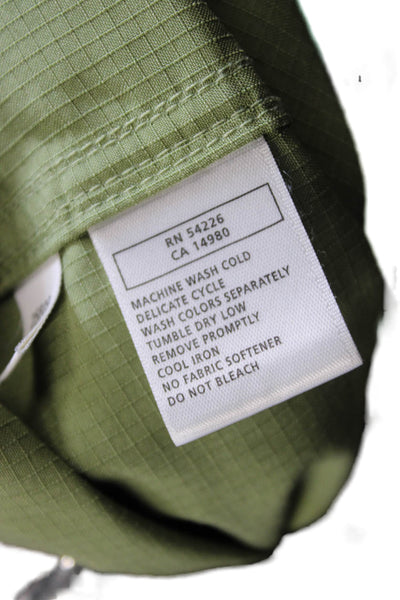 RN 54226
CA 14980
MACHINE WASH COLD
DELICATE CYCLE
WASH COLORS SEPARATELY
TUMBLE DRY LOW
REMOVE PROMPTLY
COOL IRON
NO FABRIC SOFTENER
DO NOT BLEACH